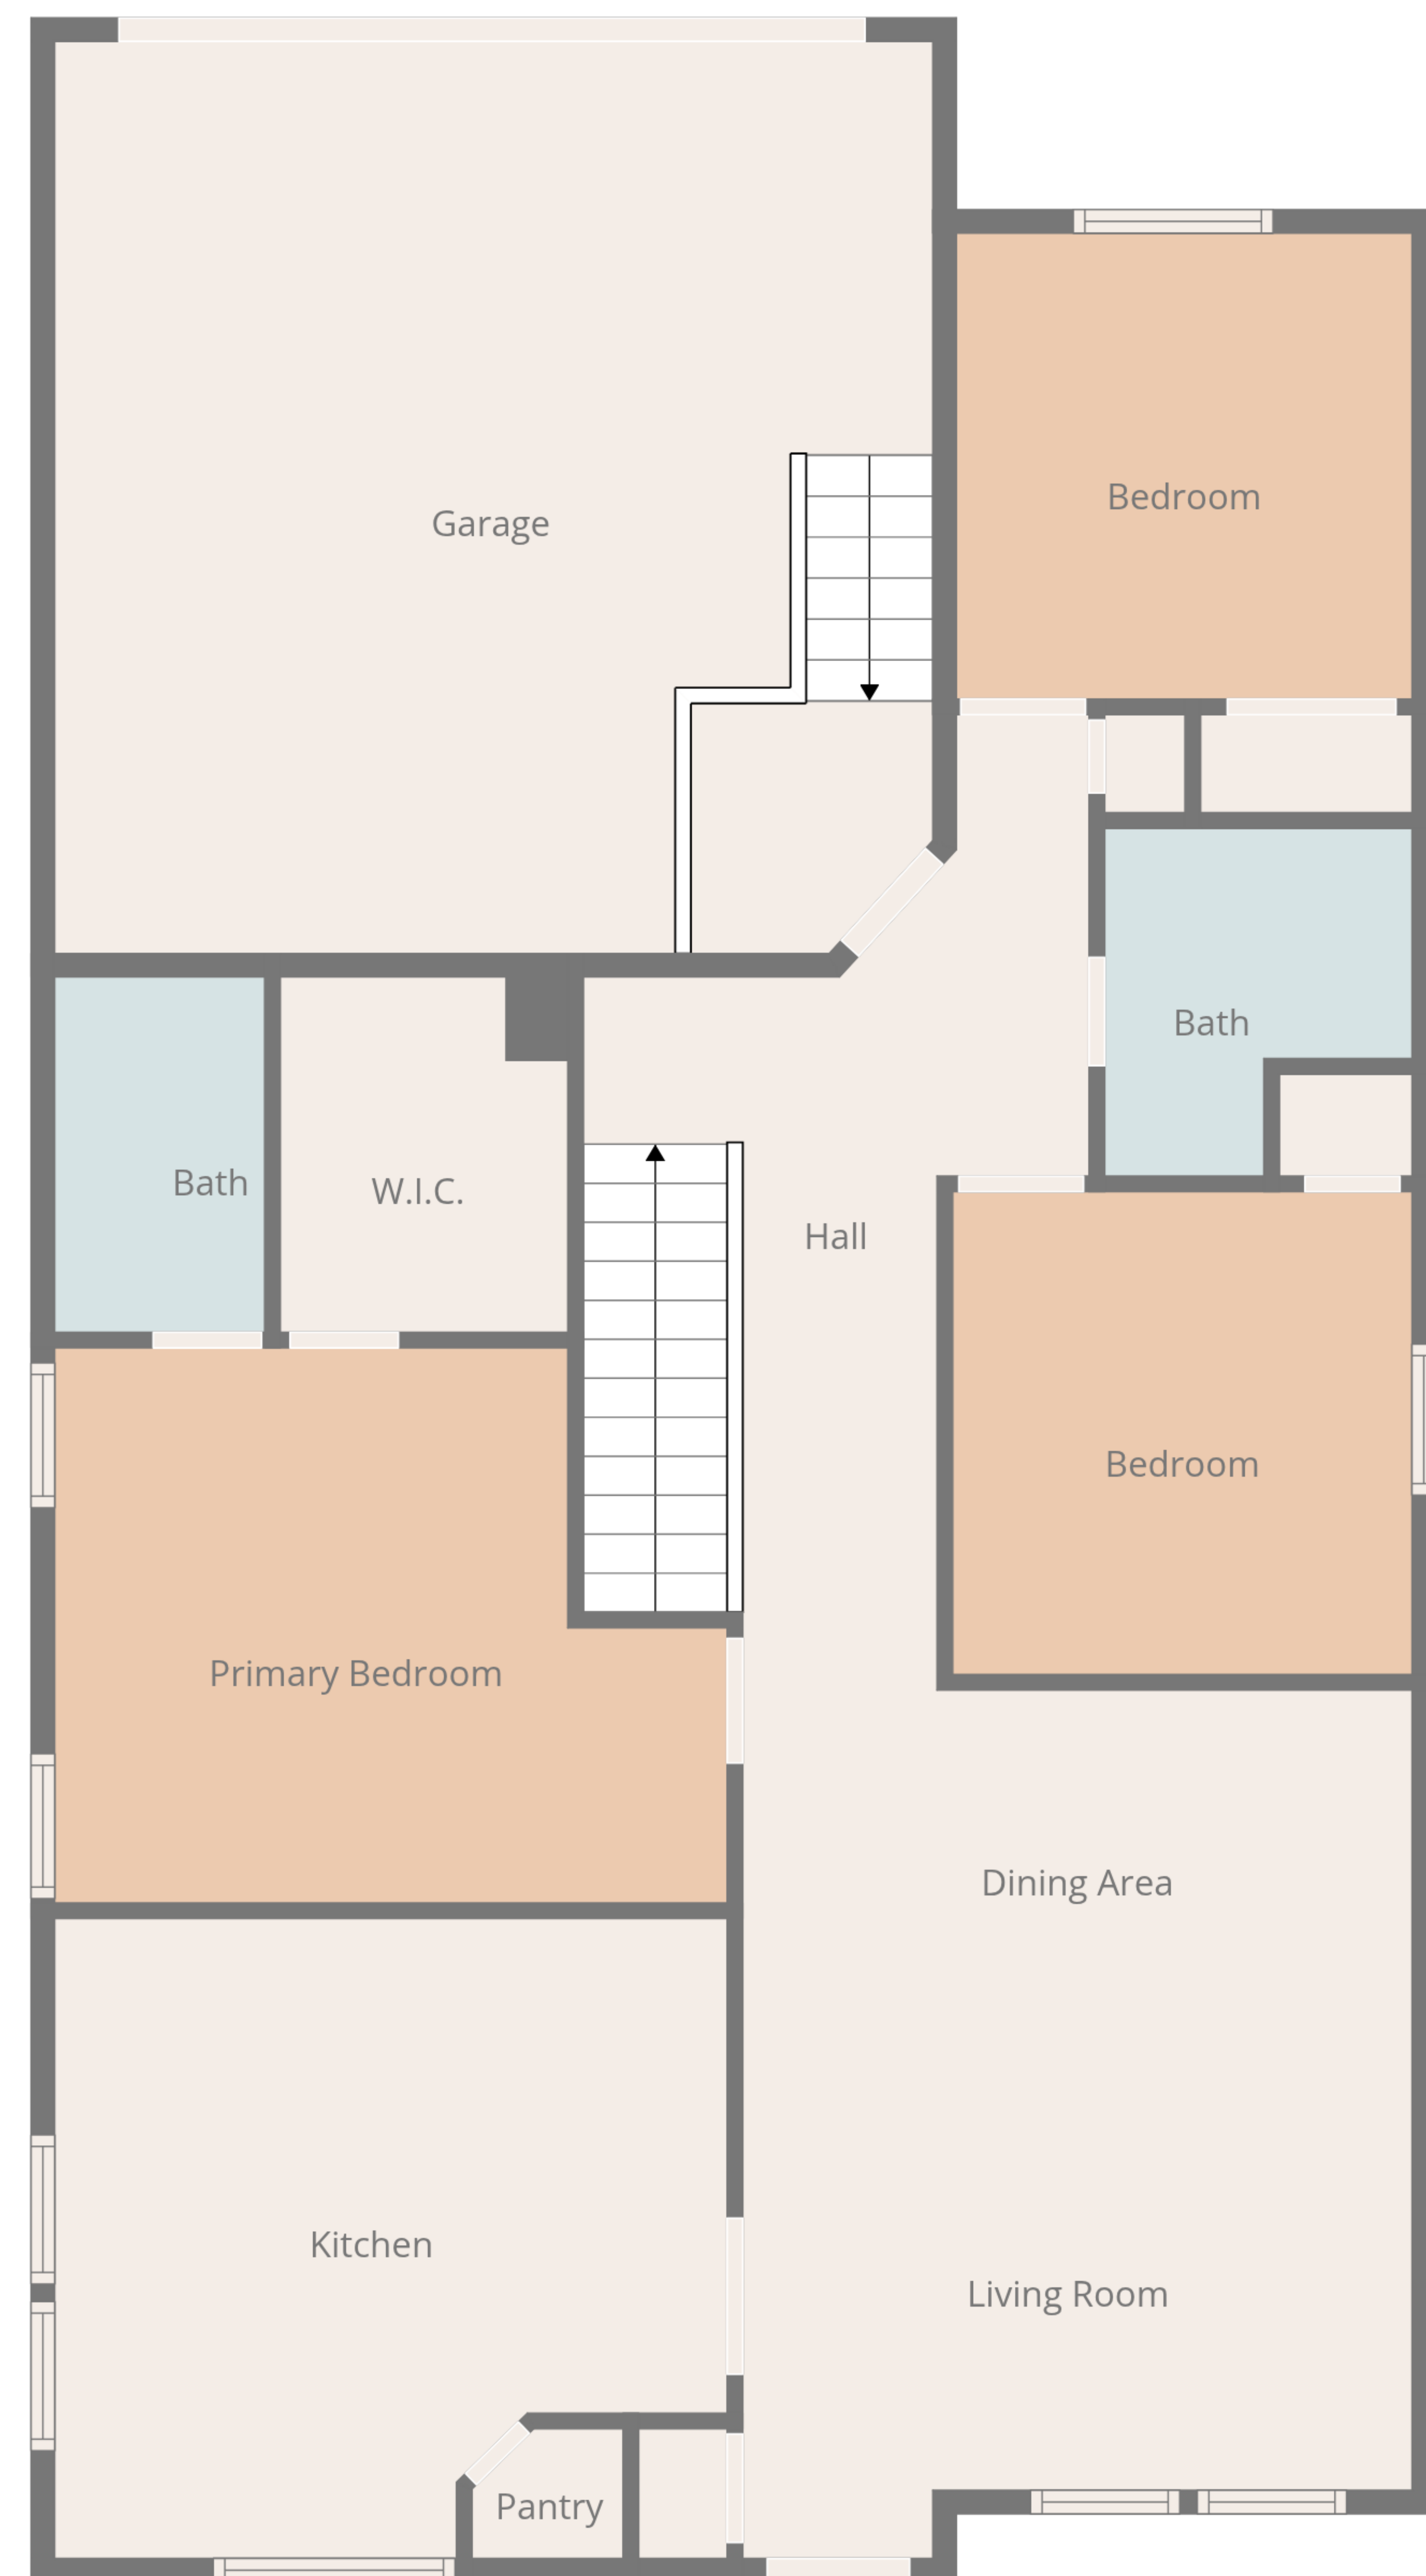 Bedroom
Garage
Bath
Bath
W.I.C.
Hall
Bedroom
Primary Bedroom
Dining Area
Kitchen
Living Room
Pantry